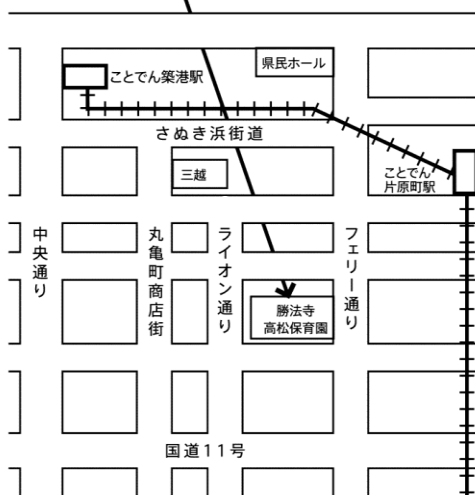 県民ホール
ことでん築港駅
さぬき浜街道
三越
ことでん
片原町駅
中央通り
丸亀町商店街
ライオン通り
フェリー通り
勝法寺
高松保育園
国道11号